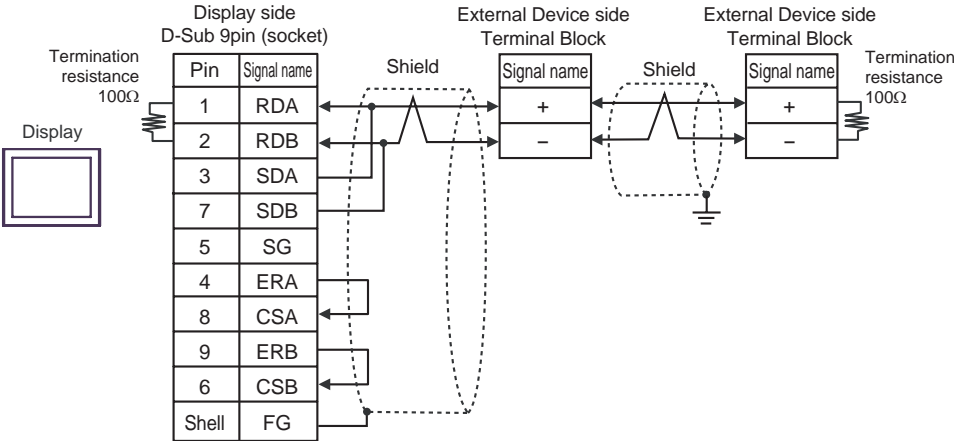 Display side
D-Sub 9pin (socket)
External Device side
Terminal Block
External Device side
Terminal Block
Termination
resistance
100Ω
Display
Pin Signal name
1 RDA
2 RDB
3 SDA
7 SDB
5 SG
4 ERA
8 CSA
9 ERB
6 CSB
Shell FG
Shield
Signal name
+
–
Shield
Signal name
+
–
Termination
resistance
100Ω